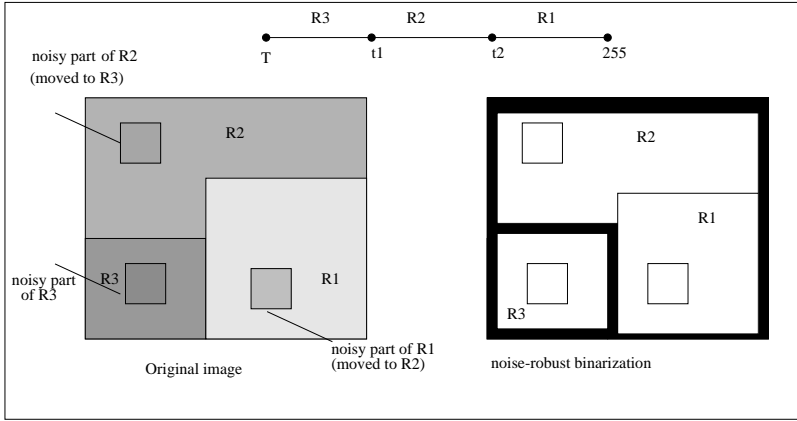 R3 R2 R1
T t1 t2 255
noisy part of R2
(moved to R3)
R2
R3
R1
noisy part
of R3
noisy part of R1
(moved to R2)
Original image
R2
R1
R3
noise-robust binarization